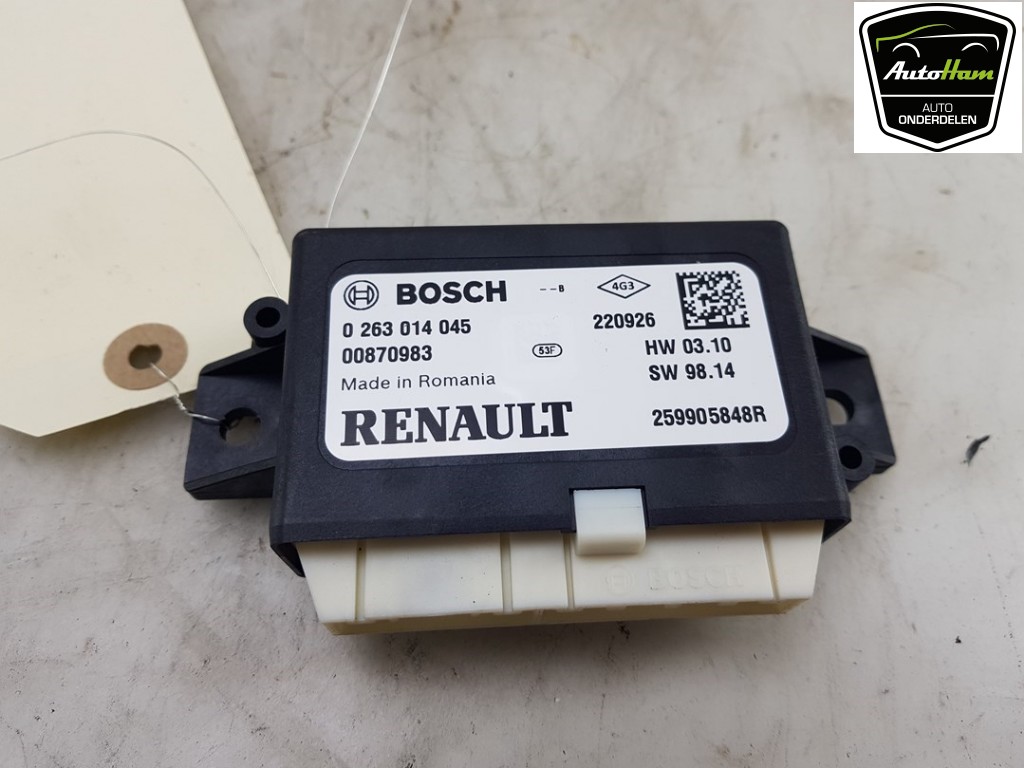 AutoHam
AUTO
ONDERDELEN
BOSCH
--B
4G3
0 263 014 045
220926
00870983
53F
HW 03.10
Made in Romania
SW 98.14
RENAULT
259905848R
BOSCH